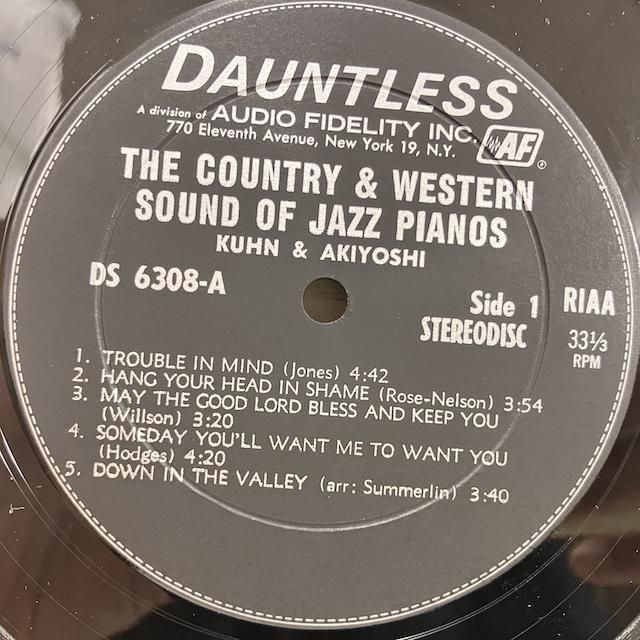 DAUNTLESS
A division of AUDIO FIDELITY INC.
770 Eleventh Avenue, New York 19, N.Y.
AF®
THE COUNTRY & WESTERN
SOUND OF JAZZ PIANOS
KUHN & AKIYOSHI
DS 6308-A
Side 1
STEREODISC
RIAA
33⅓
RPM
1. TROUBLE IN MIND (Jones) 4:42
2. HANG YOUR HEAD IN SHAME (Rose-Nelson) 3:54
3. MAY THE GOOD LORD BLESS AND KEEP YOU
(Willson) 3:20
4. SOMEDAY YOU'LL WANT ME TO WANT YOU
(Hodges) 4:20
5. DOWN IN THE VALLEY (arr: Summerlin) 3:40